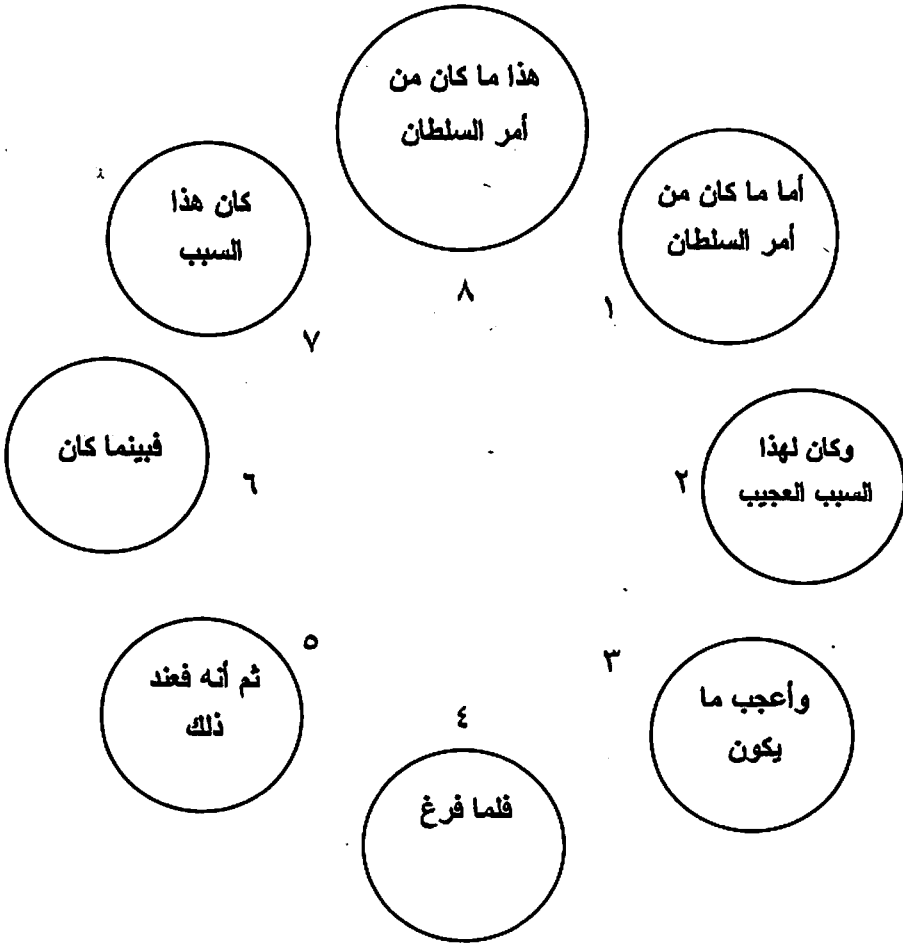 هذا ما كان من
أمر السلطان
٨
أما ما كان من
أمر السلطان
١
وكان لهذا
السبب العجيب
٢
وأعجب ما
يكون
٣
فلما فرغ
٤
ثم أنه فعند
ذلك
٥
فبينما كان
٦
كان هذا
السبب
٧